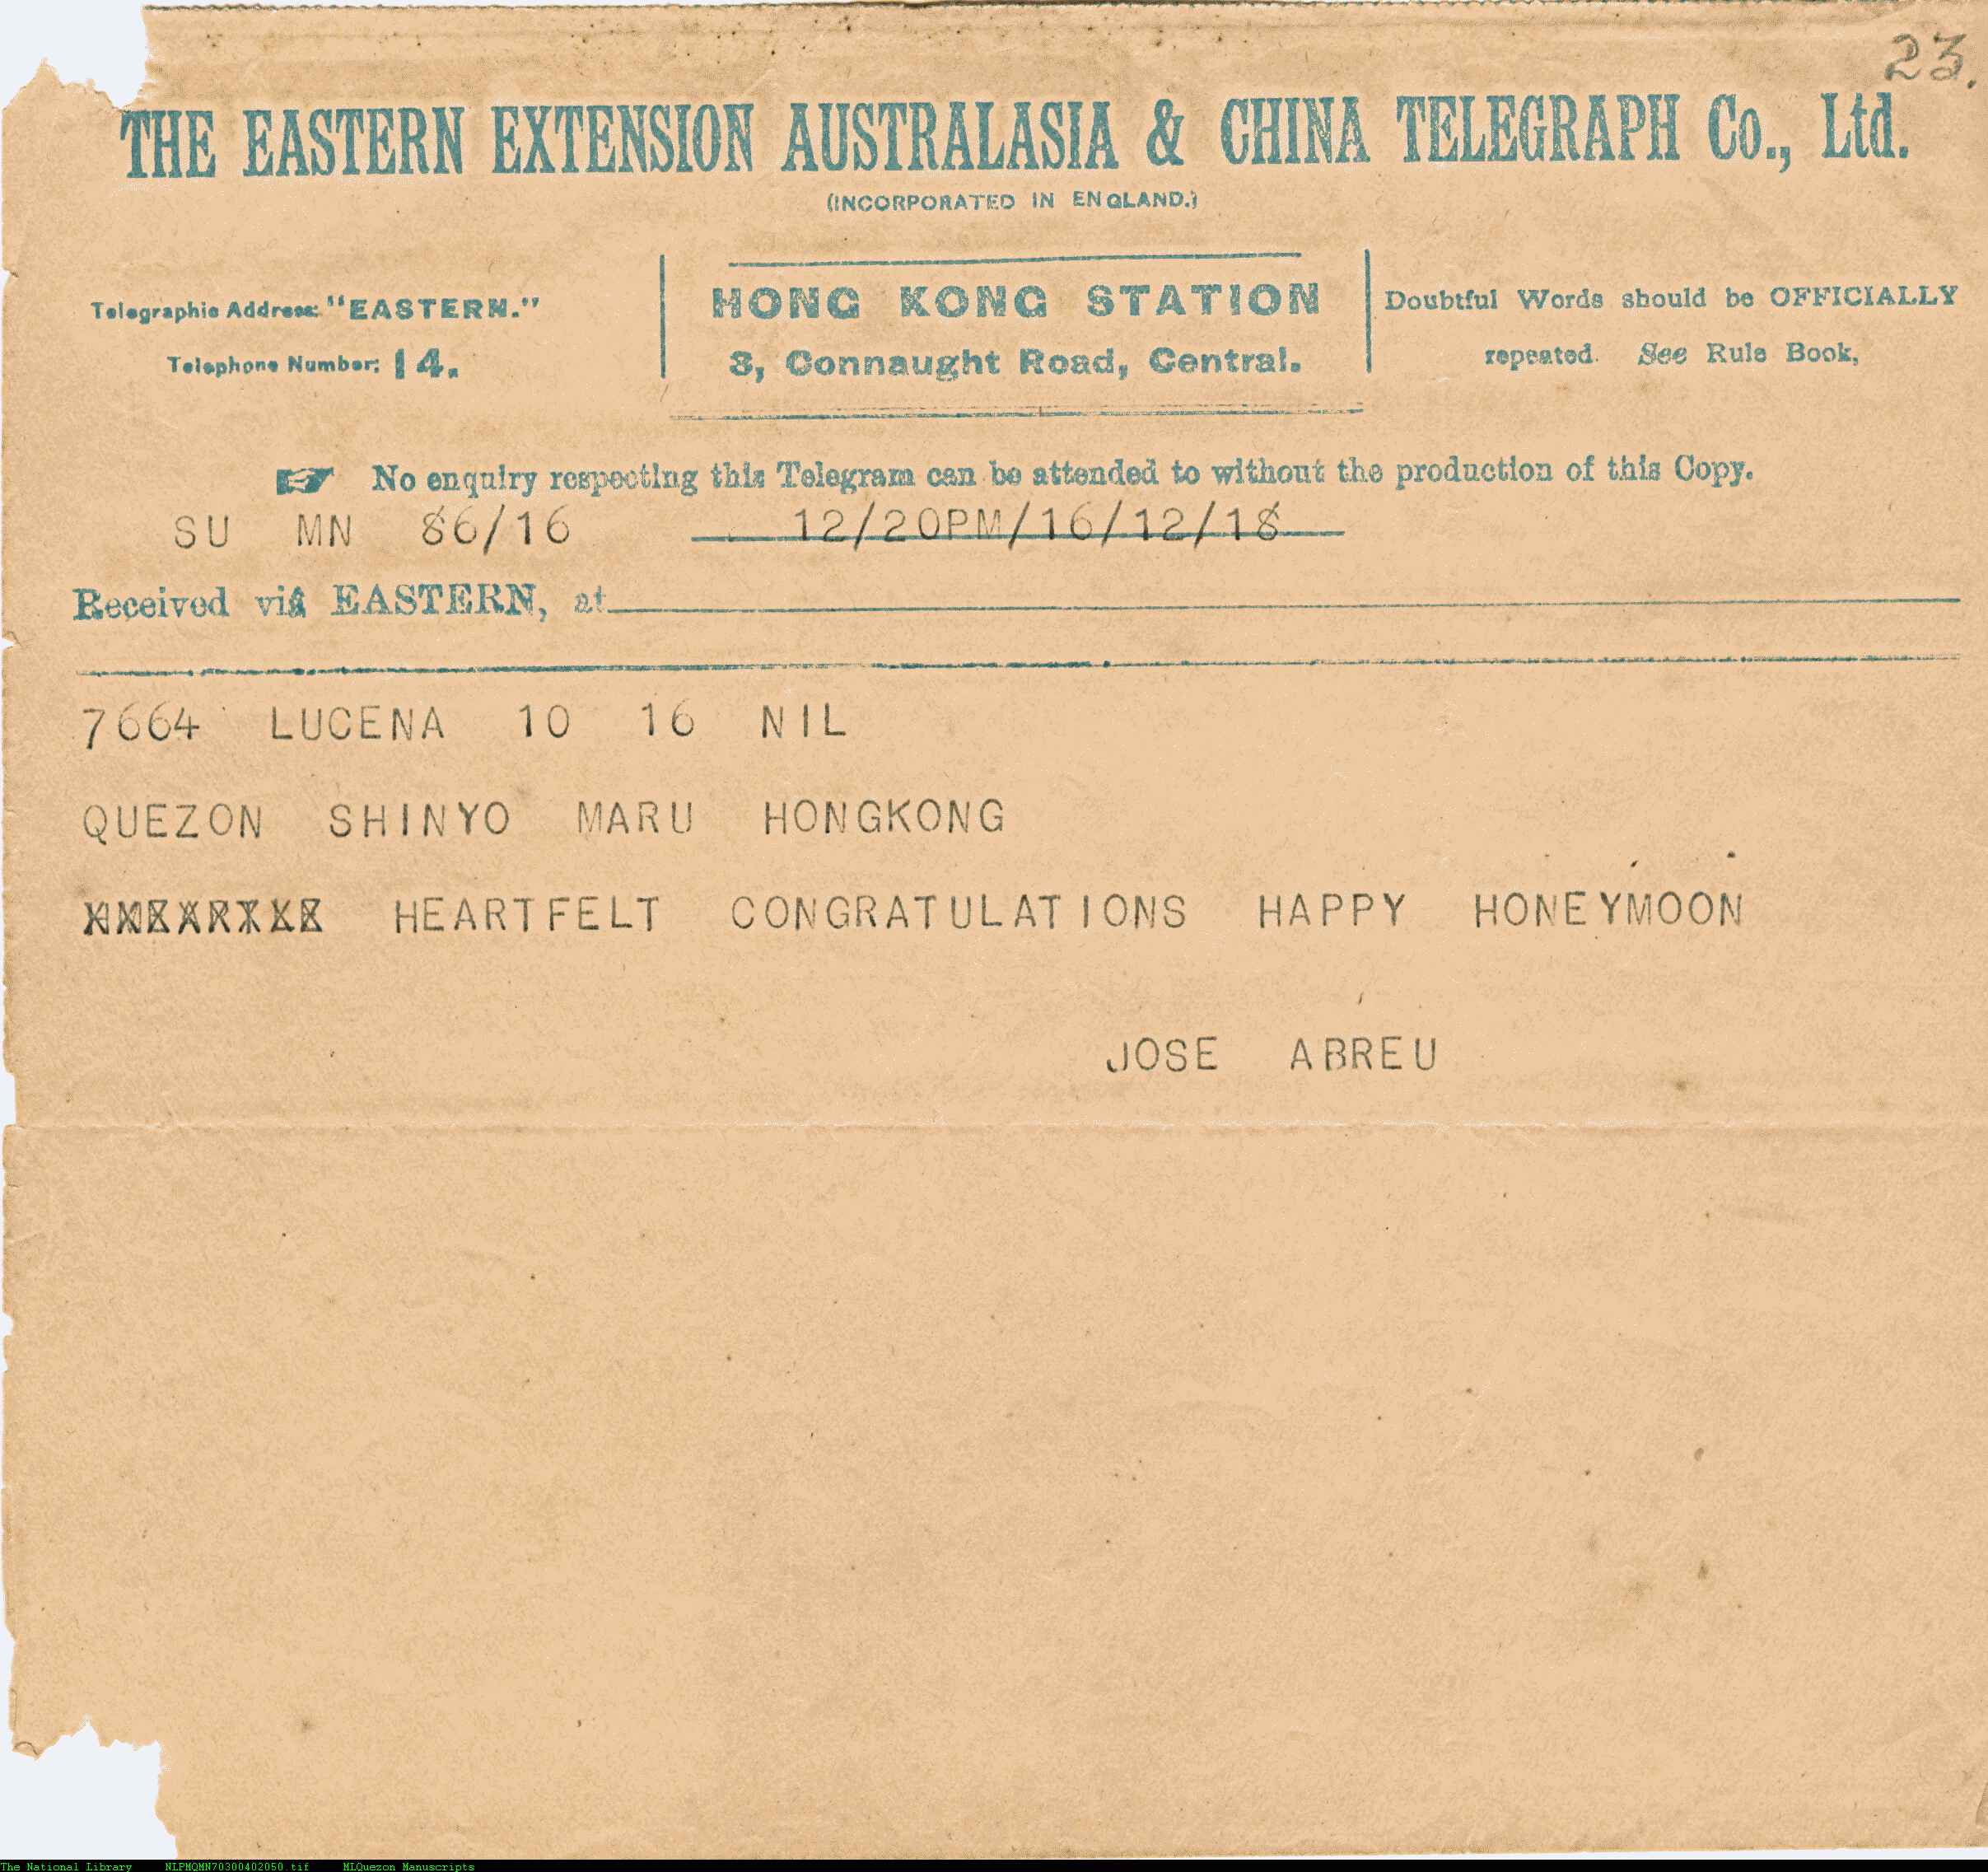 23.
THE EASTERN EXTENSION AUSTRALASIA & CHINA TELEGRAPH Co., Ltd.
(INCORPORATED IN ENGLAND.)
Telegraphic Address: "EASTERN."
Telephone Number: 14.
HONG KONG STATION
3, Connaught Road, Central.
Doubtful Words should be OFFICIALLY
repeated. See Rule Book,
No enquiry respecting this Telegram can be attended to without the production of this Copy.
SU MN 86/16 12/20PM/16/12/18
Received viâ EASTERN, at
7664 LUCENA 10 16 NIL
QUEZON SHINYO MARU HONGKONG
HEARTFELT CONGRATULATIONS HAPPY HONEYMOON
JOSE ABREU
The National Library NLPMQMN70300402050.tif MLQuezon Manuscripts